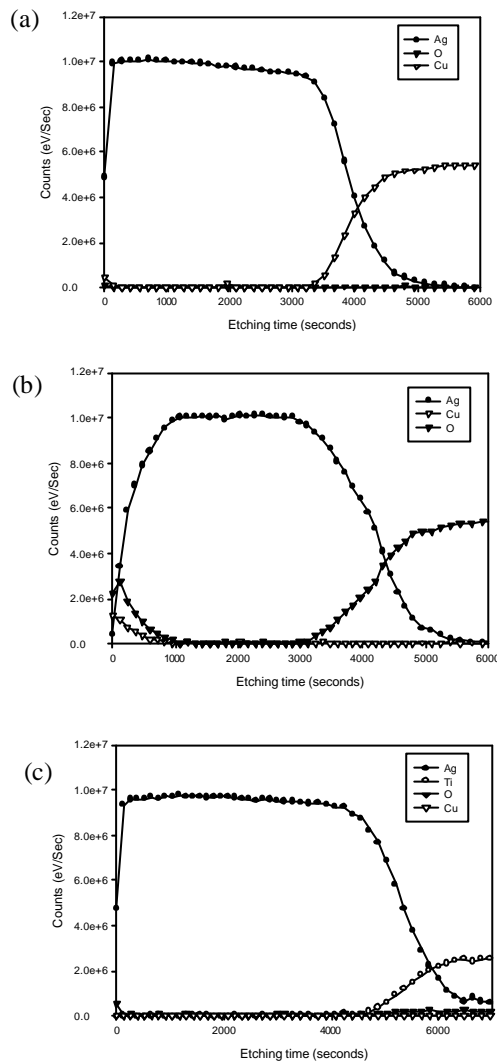 (a)
1.2e+7
1.0e+7
8.0e+6
6.0e+6
4.0e+6
2.0e+6
0.0
Counts (eV/Sec)
Ag
O
Cu
0 1000 2000 3000 4000 5000 6000
Etching time (seconds)
(b)
1.2e+7
1.0e+7
8.0e+6
6.0e+6
4.0e+6
2.0e+6
0.0
Counts (eV/Sec)
Ag
Cu
O
0 1000 2000 3000 4000 5000 6000
Etching time (seconds)
(c)
1.2e+7
1.0e+7
8.0e+6
6.0e+6
4.0e+6
2.0e+6
0.0
Counts (eV/Sec)
Ag
Ti
O
Cu
0 2000 4000 6000
Etching time (seconds)